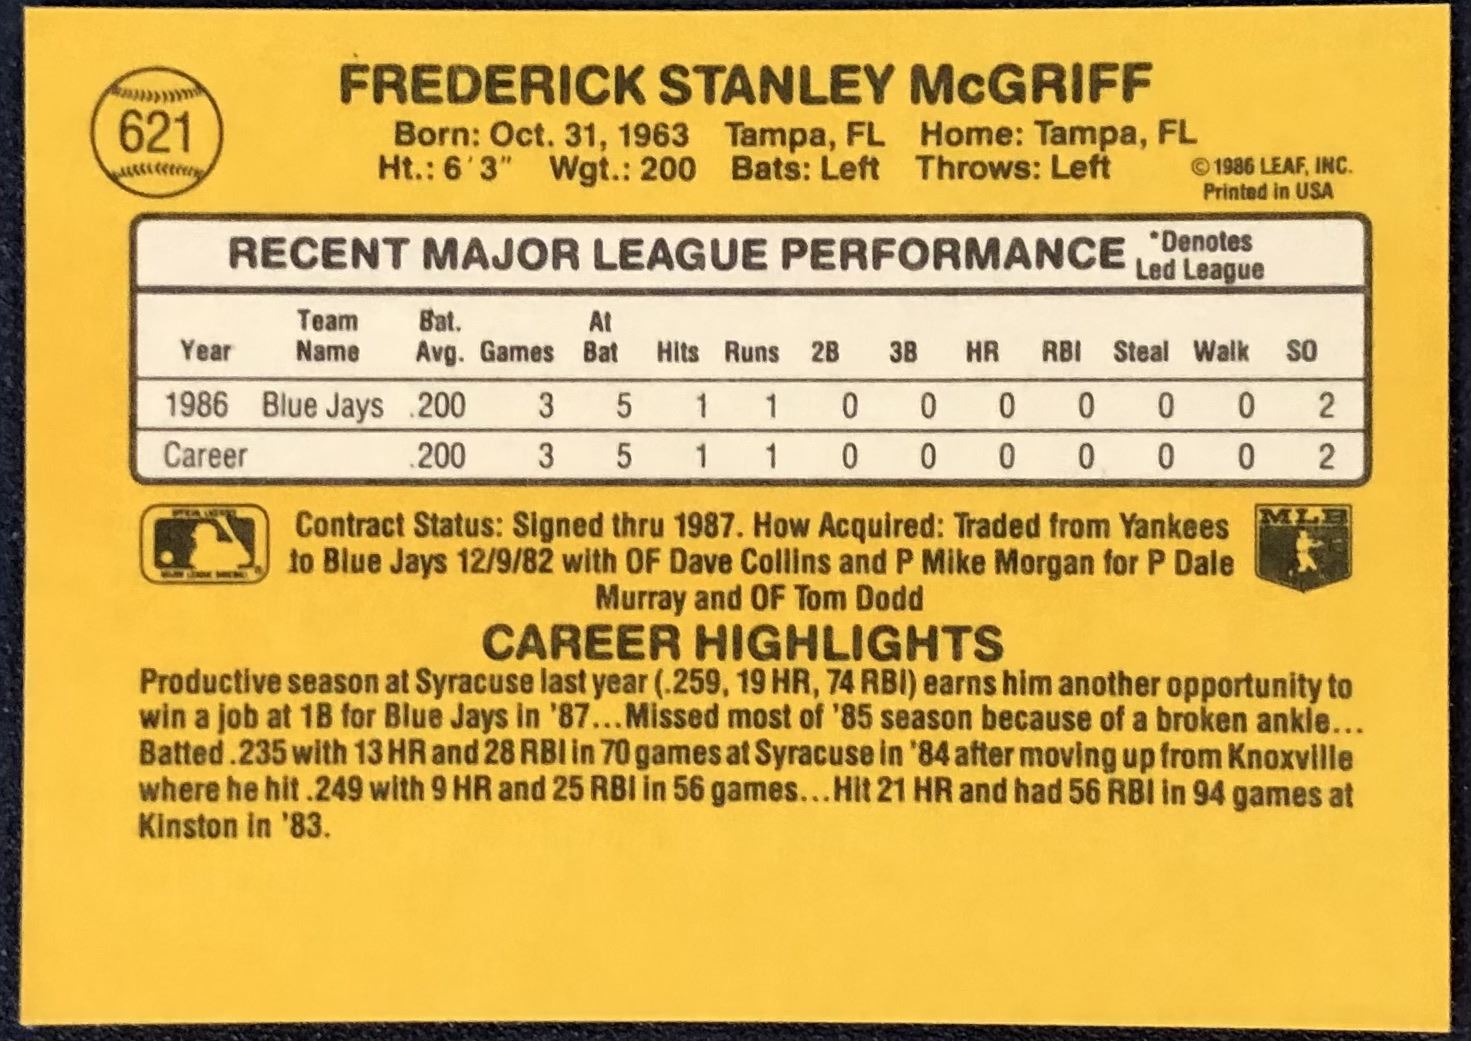 621
FREDERICK STANLEY McGRIFF
Born: Oct. 31, 1963 Tampa, FL Home: Tampa, FL
Ht.: 6'3" Wgt.: 200 Bats: Left Throws: Left
© 1986 LEAF, INC.
Printed in USA
RECENT MAJOR LEAGUE PERFORMANCE
*Denotes
Led League
Year Team Name Bat. Avg. Games At Bat Hits Runs 2B 3B HR RBI Steal Walk SO
1986 Blue Jays .200 3 5 1 1 0 0 0 0 0 0 2
Career .200 3 5 1 1 0 0 0 0 0 0 2
Contract Status: Signed thru 1987. How Acquired: Traded from Yankees
to Blue Jays 12/9/82 with OF Dave Collins and P Mike Morgan for P Dale
Murray and OF Tom Dodd
MLB
CAREER HIGHLIGHTS
Productive season at Syracuse last year (.259, 19 HR, 74 RBI) earns him another opportunity to
win a job at 1B for Blue Jays in '87...Missed most of '85 season because of a broken ankle...
Batted .235 with 13 HR and 28 RBI in 70 games at Syracuse in '84 after moving up from Knoxville
where he hit .249 with 9 HR and 25 RBI in 56 games...Hit 21 HR and had 56 RBI in 94 games at
Kinston in '83.